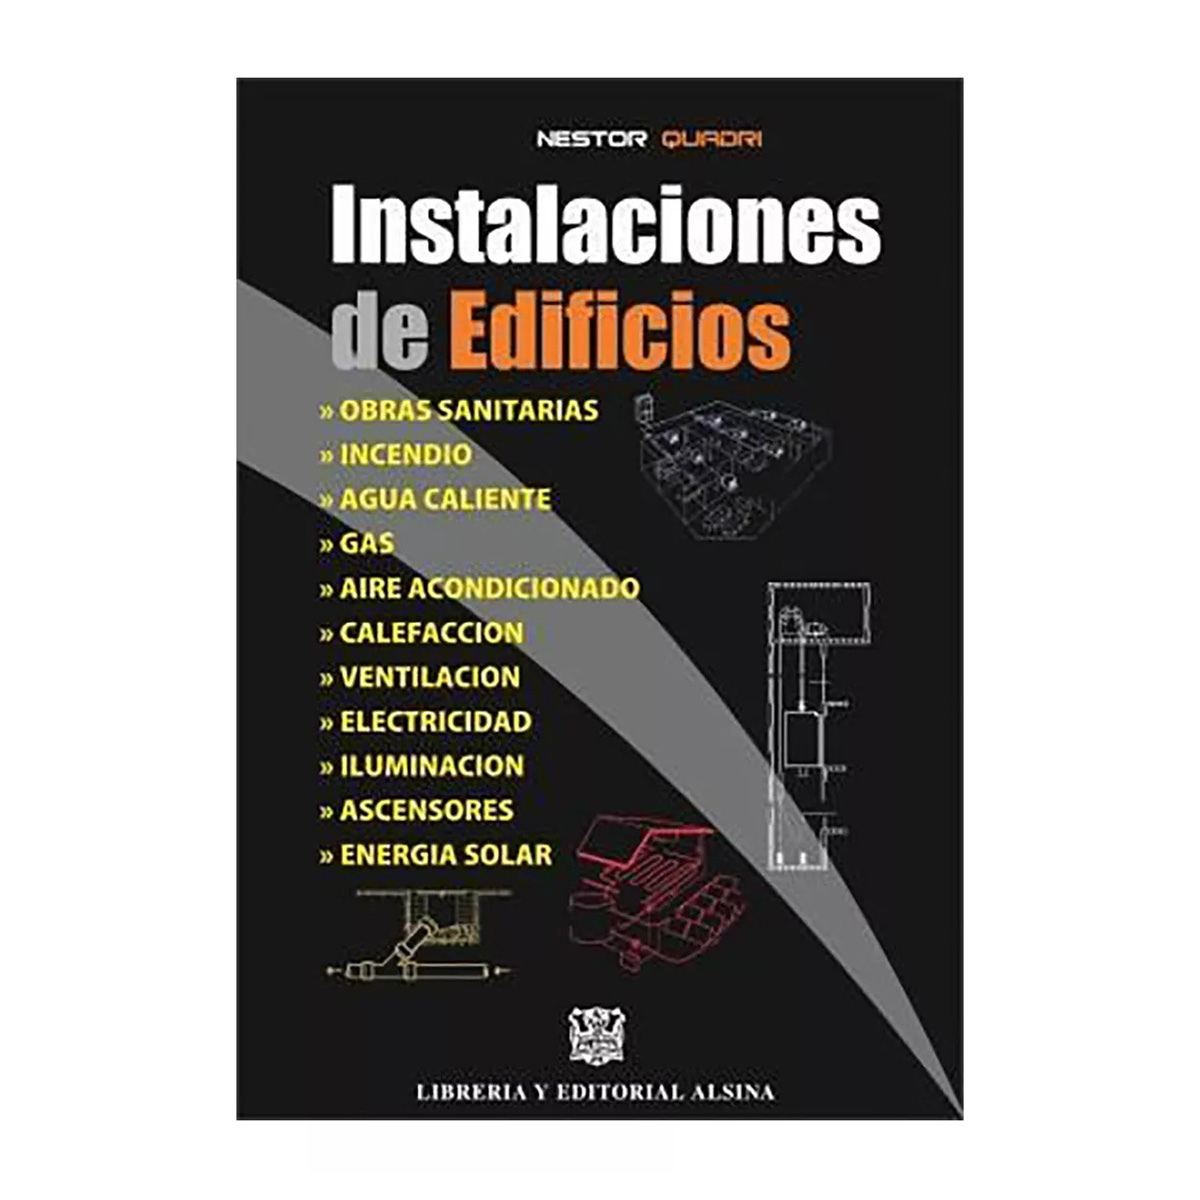 NESTOR QUADRI
Instalaciones
de Edificios
» OBRAS SANITARIAS
» INCENDIO
» AGUA CALIENTE
» GAS
» AIRE ACONDICIONADO
» CALEFACCION
» VENTILACION
» ELECTRICIDAD
» ILUMINACION
» ASCENSORES
» ENERGIA SOLAR
LIBRERIA Y EDITORIAL ALSINA